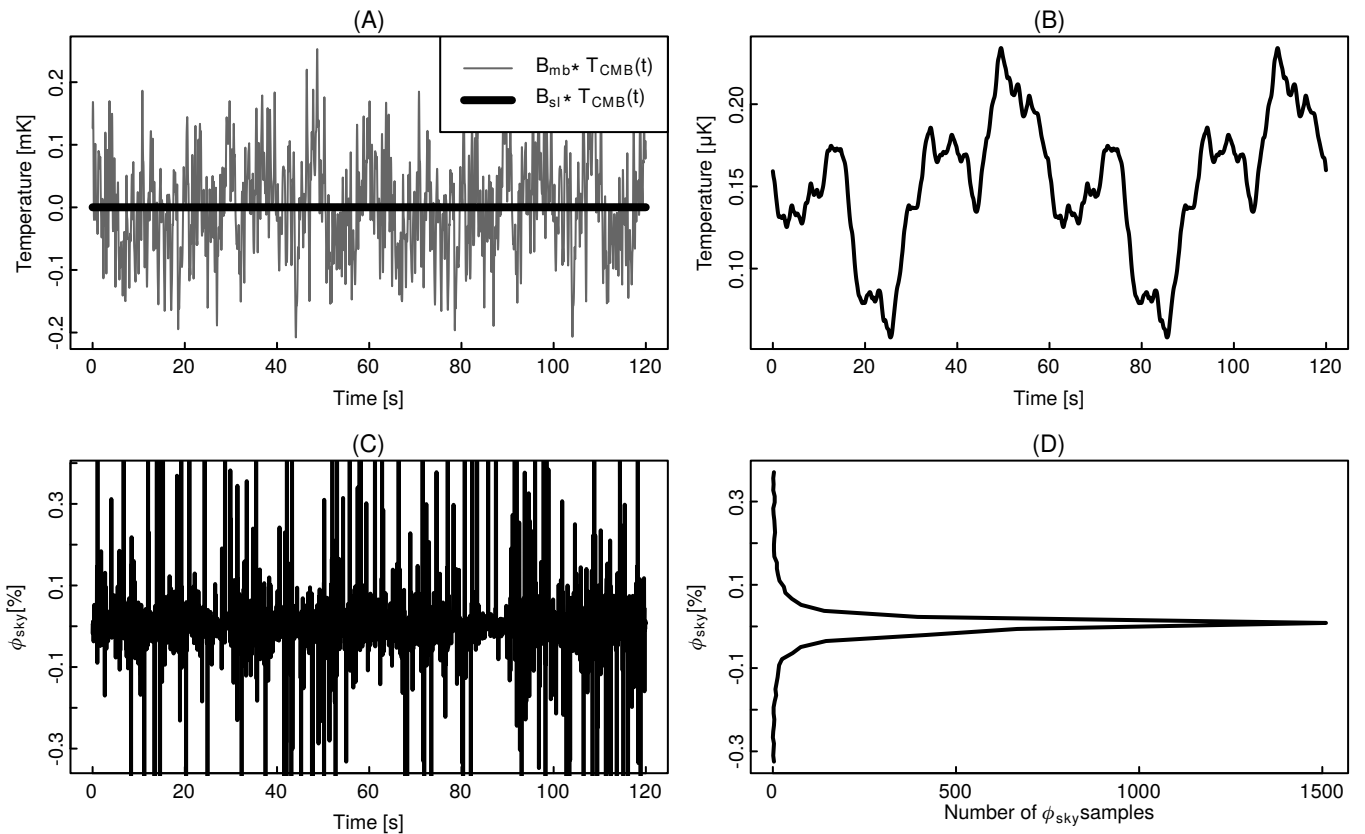 (A)
Temperature [mK]
0.2
0.1
0.0
-0.1
-0.2
B_mb * T_CMB(t)
B_sl * T_CMB(t)
0 20 40 60 80 100 120
Time [s]
(B)
Temperature [µK]
0.20
0.15
0.10
0 20 40 60 80 100 120
Time [s]
(C)
ϕ_sky[%]
0.3
0.1
-0.1
-0.3
0 20 40 60 80 100 120
Time [s]
(D)
ϕ_sky[%]
0.3
0.1
-0.1
-0.3
0 500 1000 1500
Number of ϕ_sky samples